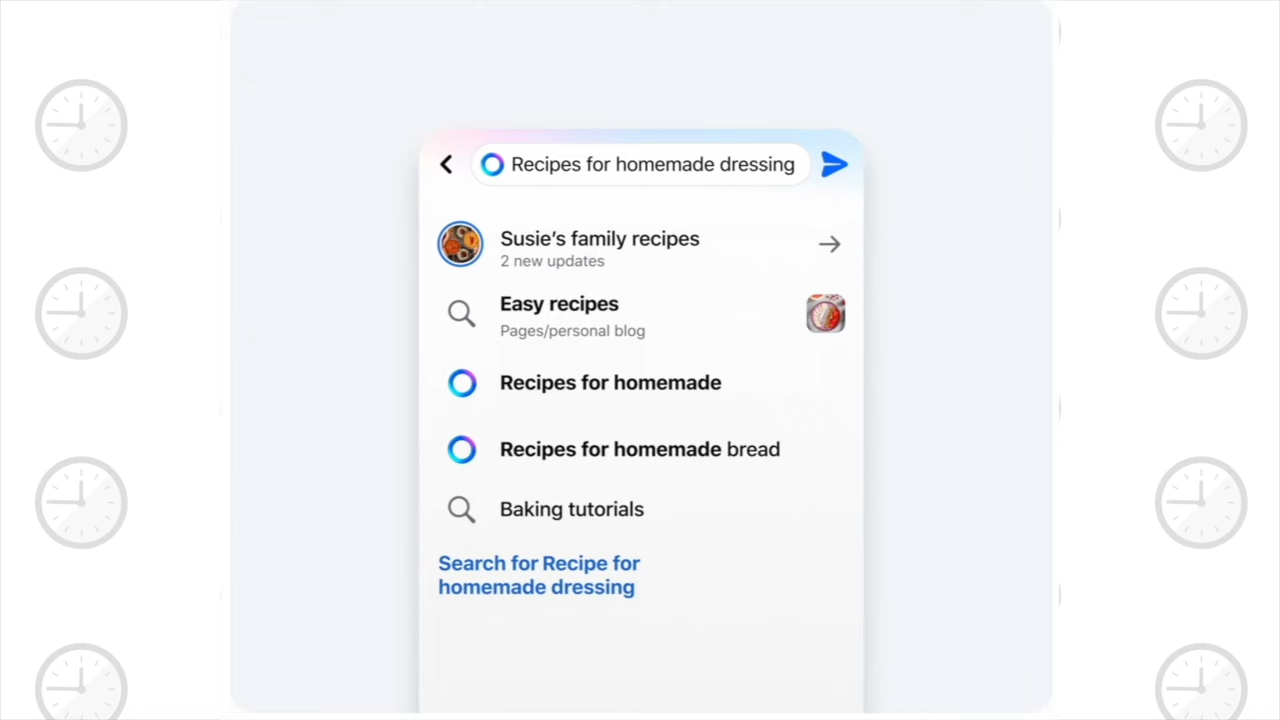 Recipes for homemade dressing
Susie’s family recipes
2 new updates
Easy recipes
Pages/personal blog
Recipes for homemade
Recipes for homemade bread
Baking tutorials
Search for Recipe for
homemade dressing